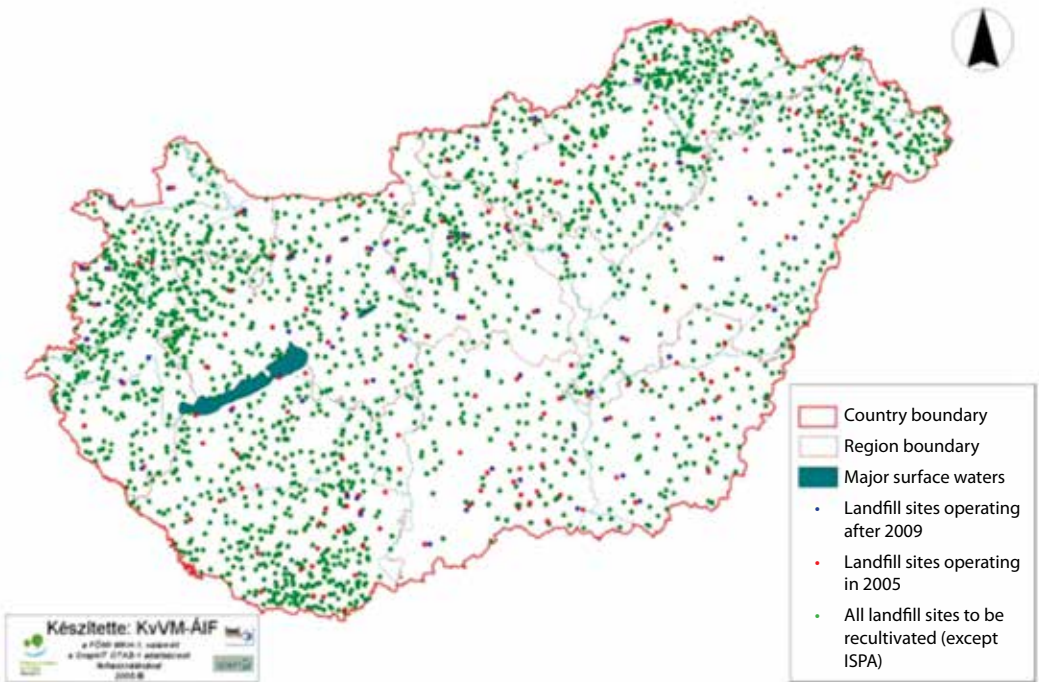 Country boundary
Region boundary
Major surface waters
Landfill sites operating
after 2009
Landfill sites operating
in 2005
All landfill sites to be
recultivated (except
ISPA)
Készítette: KvVM-ÁIF